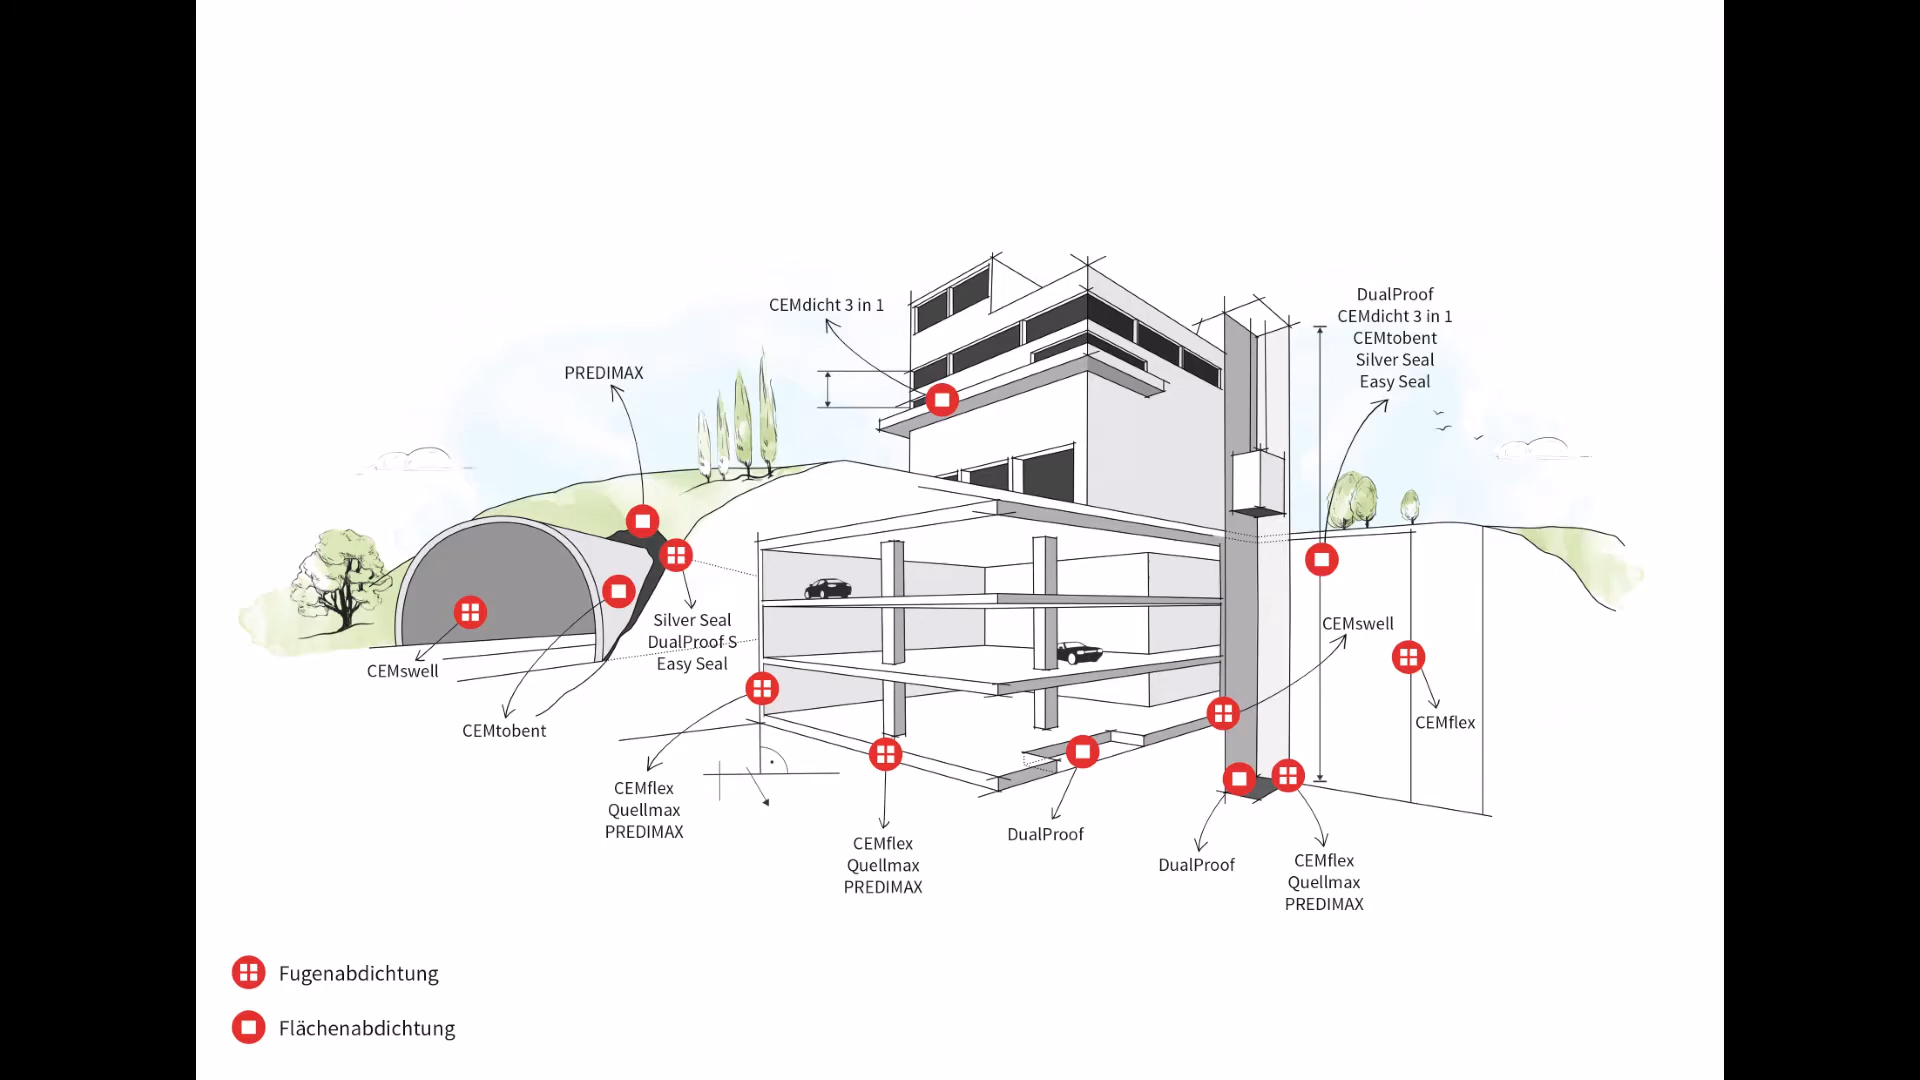 CEMdicht 3 in 1
DualProof
CEMdicht 3 in 1
CEMtobent
Silver Seal
Easy Seal
PREDIMAX
Silver Seal
DualProof S
Easy Seal
CEMswell
CEMswell
CEMtobent
CEMflex
CEMflex
Quellmax
PREDIMAX
CEMflex
Quellmax
PREDIMAX
DualProof
DualProof
CEMflex
Quellmax
PREDIMAX
Fugenabdichtung
Flächenabdichtung